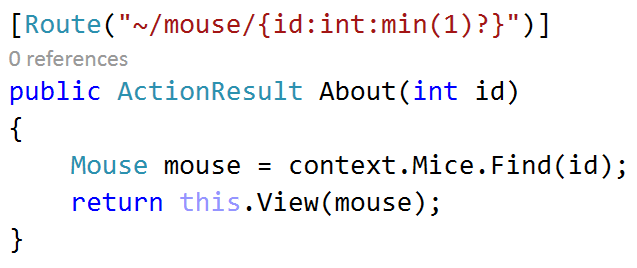 [Route("~/mouse/{id:int:min(1)?}")]
0 references
public ActionResult About(int id)
{
    Mouse mouse = context.Mice.Find(id);
    return this.View(mouse);
}